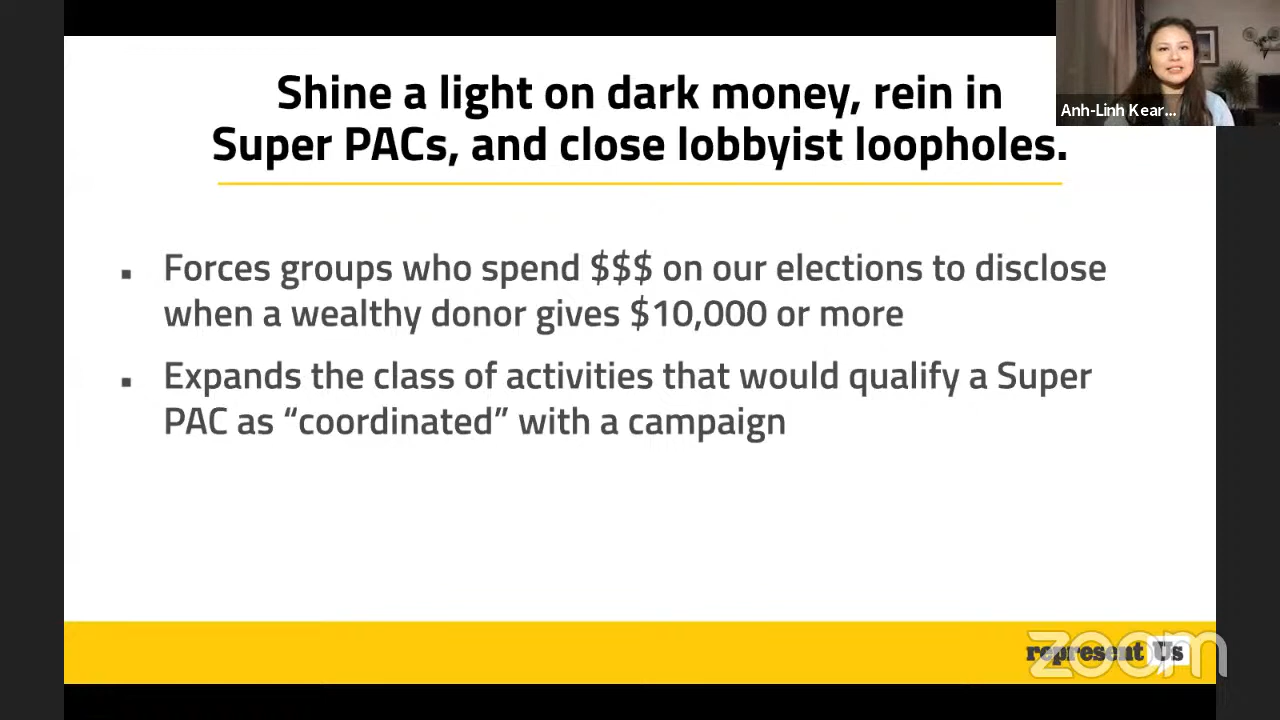 Shine a light on dark money, rein in
Super PACs, and close lobbyist loopholes.
Anh-Linh Kear...
▪ Forces groups who spend $$$ on our elections to disclose
when a wealthy donor gives $10,000 or more
▪ Expands the class of activities that would qualify a Super
PAC as “coordinated” with a campaign
represent Us
zoom